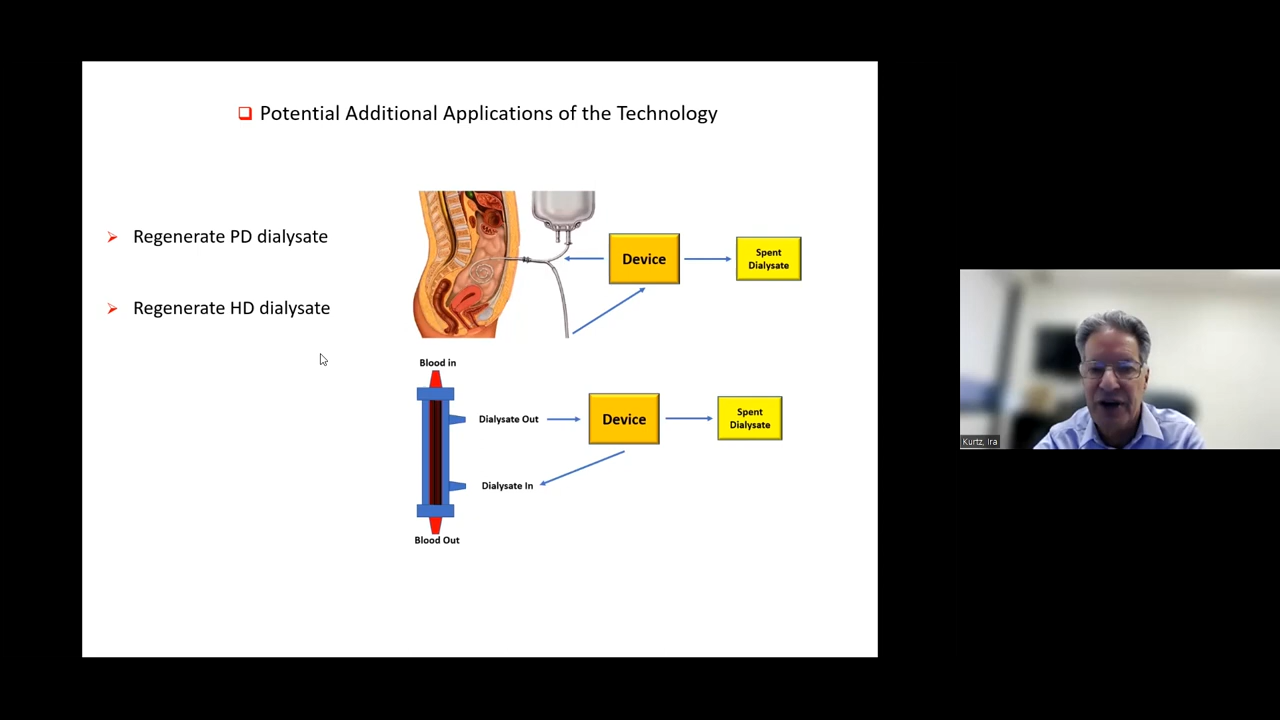 Potential Additional Applications of the Technology
Regenerate PD dialysate
Regenerate HD dialysate
Device
Spent
Dialysate
Blood in
Dialysate Out
Device
Spent
Dialysate
Dialysate In
Blood Out
Kurtz, Ira